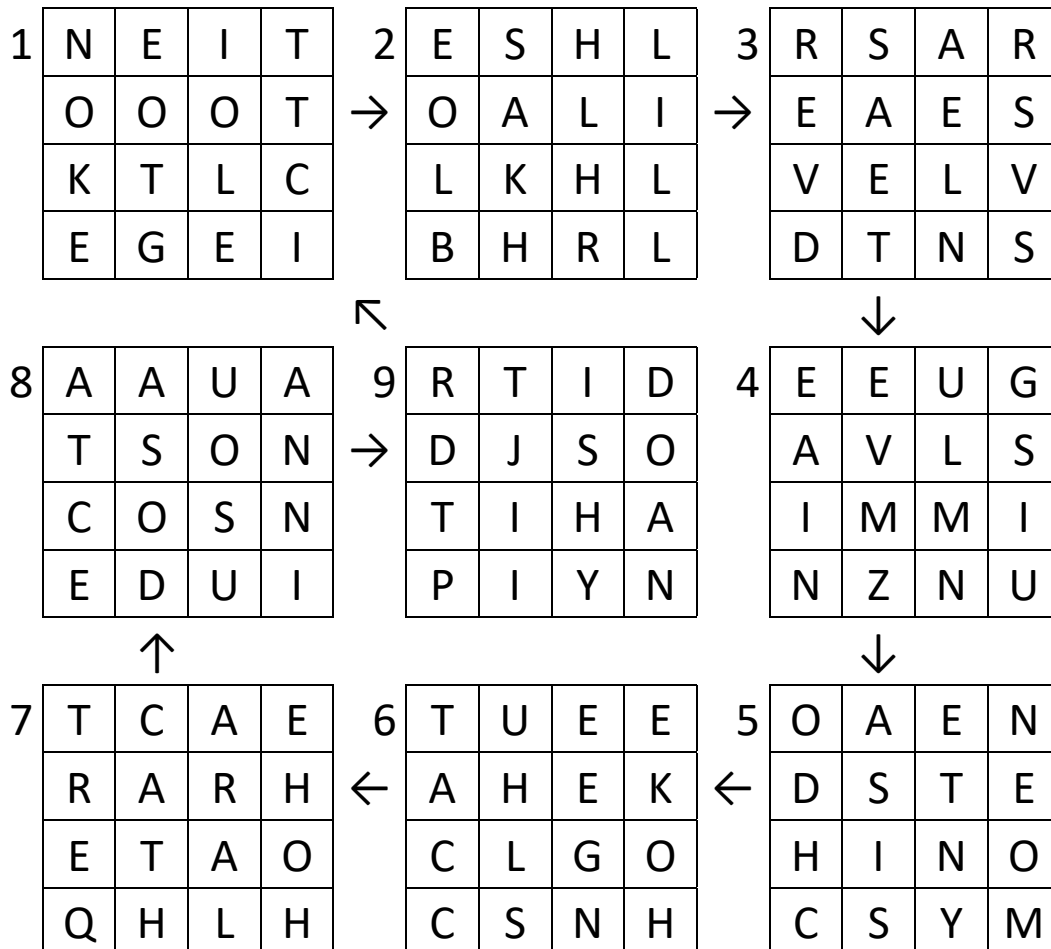 1 N E I T 2 E S H L 3 R S A R
O O O T → O A L I → E A E S
K T L C L K H L V E L V
E G E I B H R L D T N S
↖ ↓
8 A A U A 9 R T I D 4 E E U G
T S O N → D J S O A V L S
C O S N T I H A I M M I
E D U I P I Y N N Z N U
↑ ↓
7 T C A E 6 T U E E 5 O A E N
R A R H ← A H E K ← D S T E
E T A O C L G O H I N O
Q H L H C S N H C S Y M